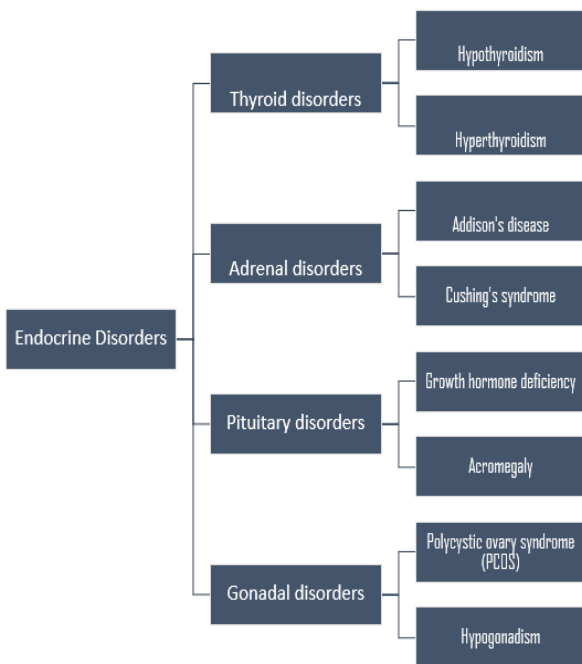 Endocrine Disorders
Thyroid disorders
Hypothyroidism
Hyperthyroidism
Adrenal disorders
Addison's disease
Cushing's syndrome
Pituitary disorders
Growth hormone deficiency
Acromegaly
Gonadal disorders
Polycystic ovary syndrome
(PCOS)
Hypogonadism